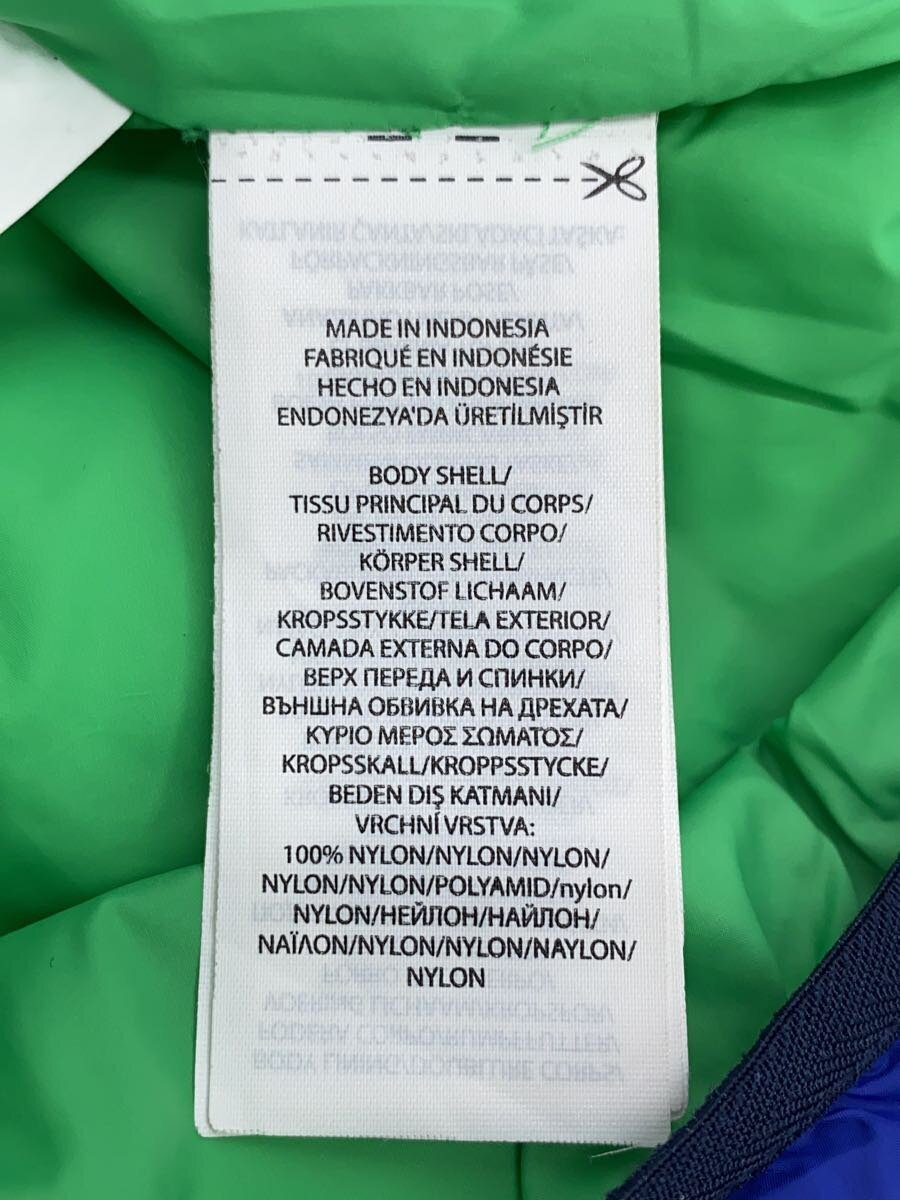 MADE IN INDONESIA
FABRIQUÉ EN INDONÉSIE
HECHO EN INDONESIA
ENDONEZYA'DA ÜRETİLMİŞTİR
BODY SHELL/
TISSU PRINCIPAL DU CORPS/
RIVESTIMENTO CORPO/
KÖRPER SHELL/
BOVENSTOF LICHAAM/
KROPSSTYKKE/TELA EXTERIOR/
CAMADA EXTERNA DO CORPO/
ВЕРХ ПЕРЕДА И СПИНКИ/
ВЪНШНА ОБВИВКА НА ДРЕХАТА/
ΚΥΡΙΟ ΜΕΡΟΣ ΣΩΜΑΤΟΣ/
KROPSSKALL/KROPPSSTYCKE/
BEDEN DIŞ KATMANI/
VRCHNÍ VRSTVA:
100% NYLON/NYLON/NYLON/
NYLON/NYLON/POLYAMID/nylon/
NYLON/НЕЙЛОН/НАЙЛОН/
ΝΑΪΛΟΝ/NYLON/NYLON/NAYLON/
NYLON